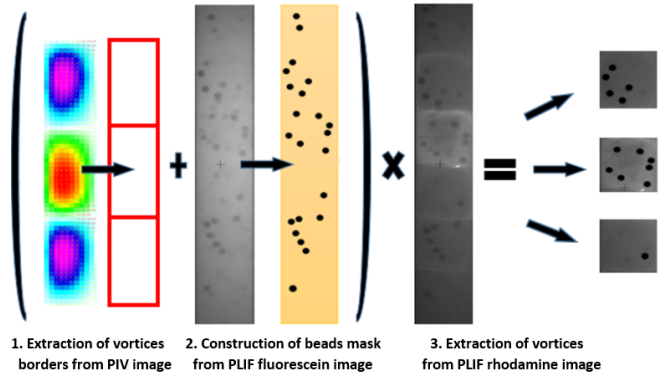 1. Extraction of vortices
borders from PIV image
2. Construction of beads mask
from PLIF fluorescein image
3. Extraction of vortices
from PLIF rhodamine image